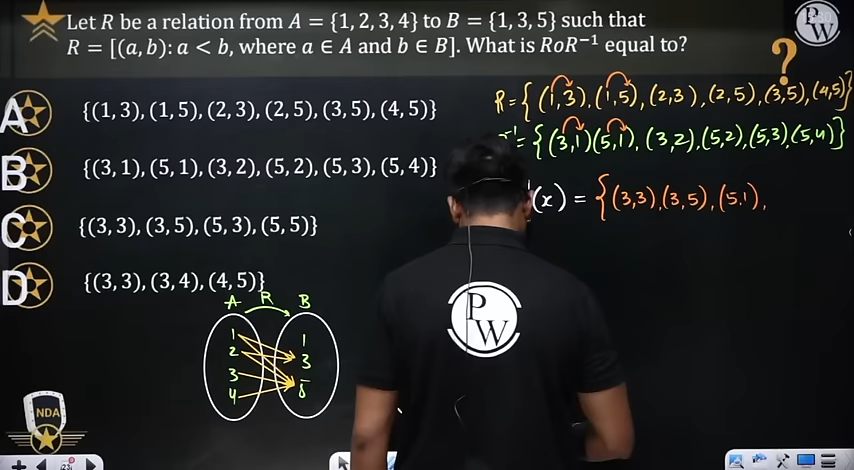 Let R be a relation from A = {1, 2, 3, 4} to B = {1, 3, 5} such that
R = [(a, b): a < b, where a ∈ A and b ∈ B]. What is RoR⁻¹ equal to?
PW
?
A {(1, 3), (1, 5), (2, 3), (2, 5), (3, 5), (4, 5)}
R = { (1,3), (1,5), (2,3), (2,5), (3,5), (4,5)}
B {(3, 1), (5, 1), (3, 2), (5, 2), (5, 3), (5, 4)}
= { (3,1)(5,1), (3,2), (5,2), (5,3), (5,4)}
(x) = { (3,3), (3,5), (5,1),
C {(3, 3), (3, 5), (5, 3), (5, 5)}
D {(3, 3), (3, 4), (4, 5)}
A R B
1 1
2 3
3 5
4
PW
NDA
23